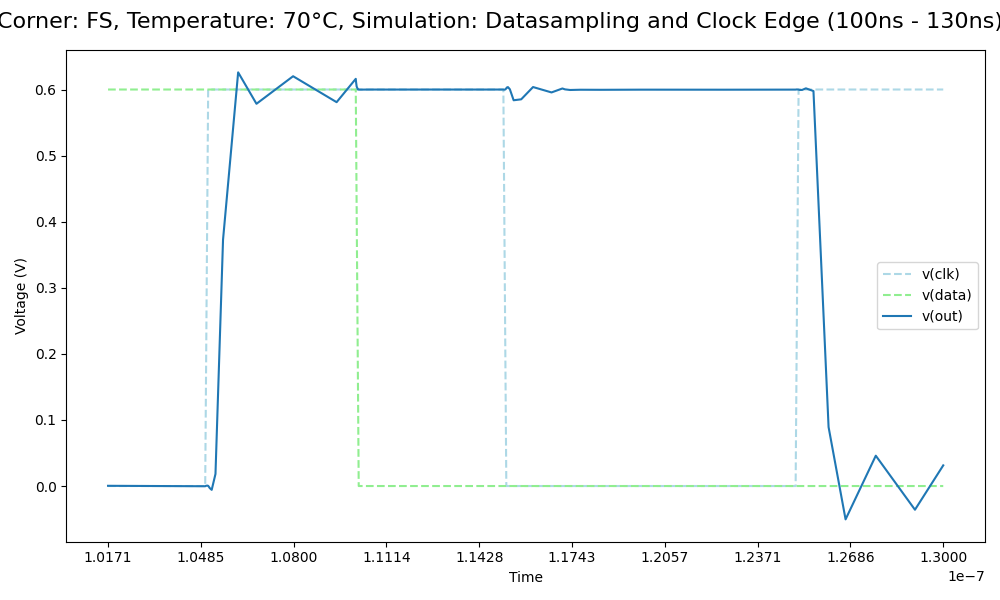 Corner: FS, Temperature: 70°C, Simulation: Datasampling and Clock Edge (100ns - 130ns)
Voltage (V)
0.6
0.5
0.4
0.3
0.2
0.1
0.0
v(clk)
v(data)
v(out)
1.0171 1.0485 1.0800 1.1114 1.1428 1.1743 1.2057 1.2371 1.2686 1.3000
1e−7
Time